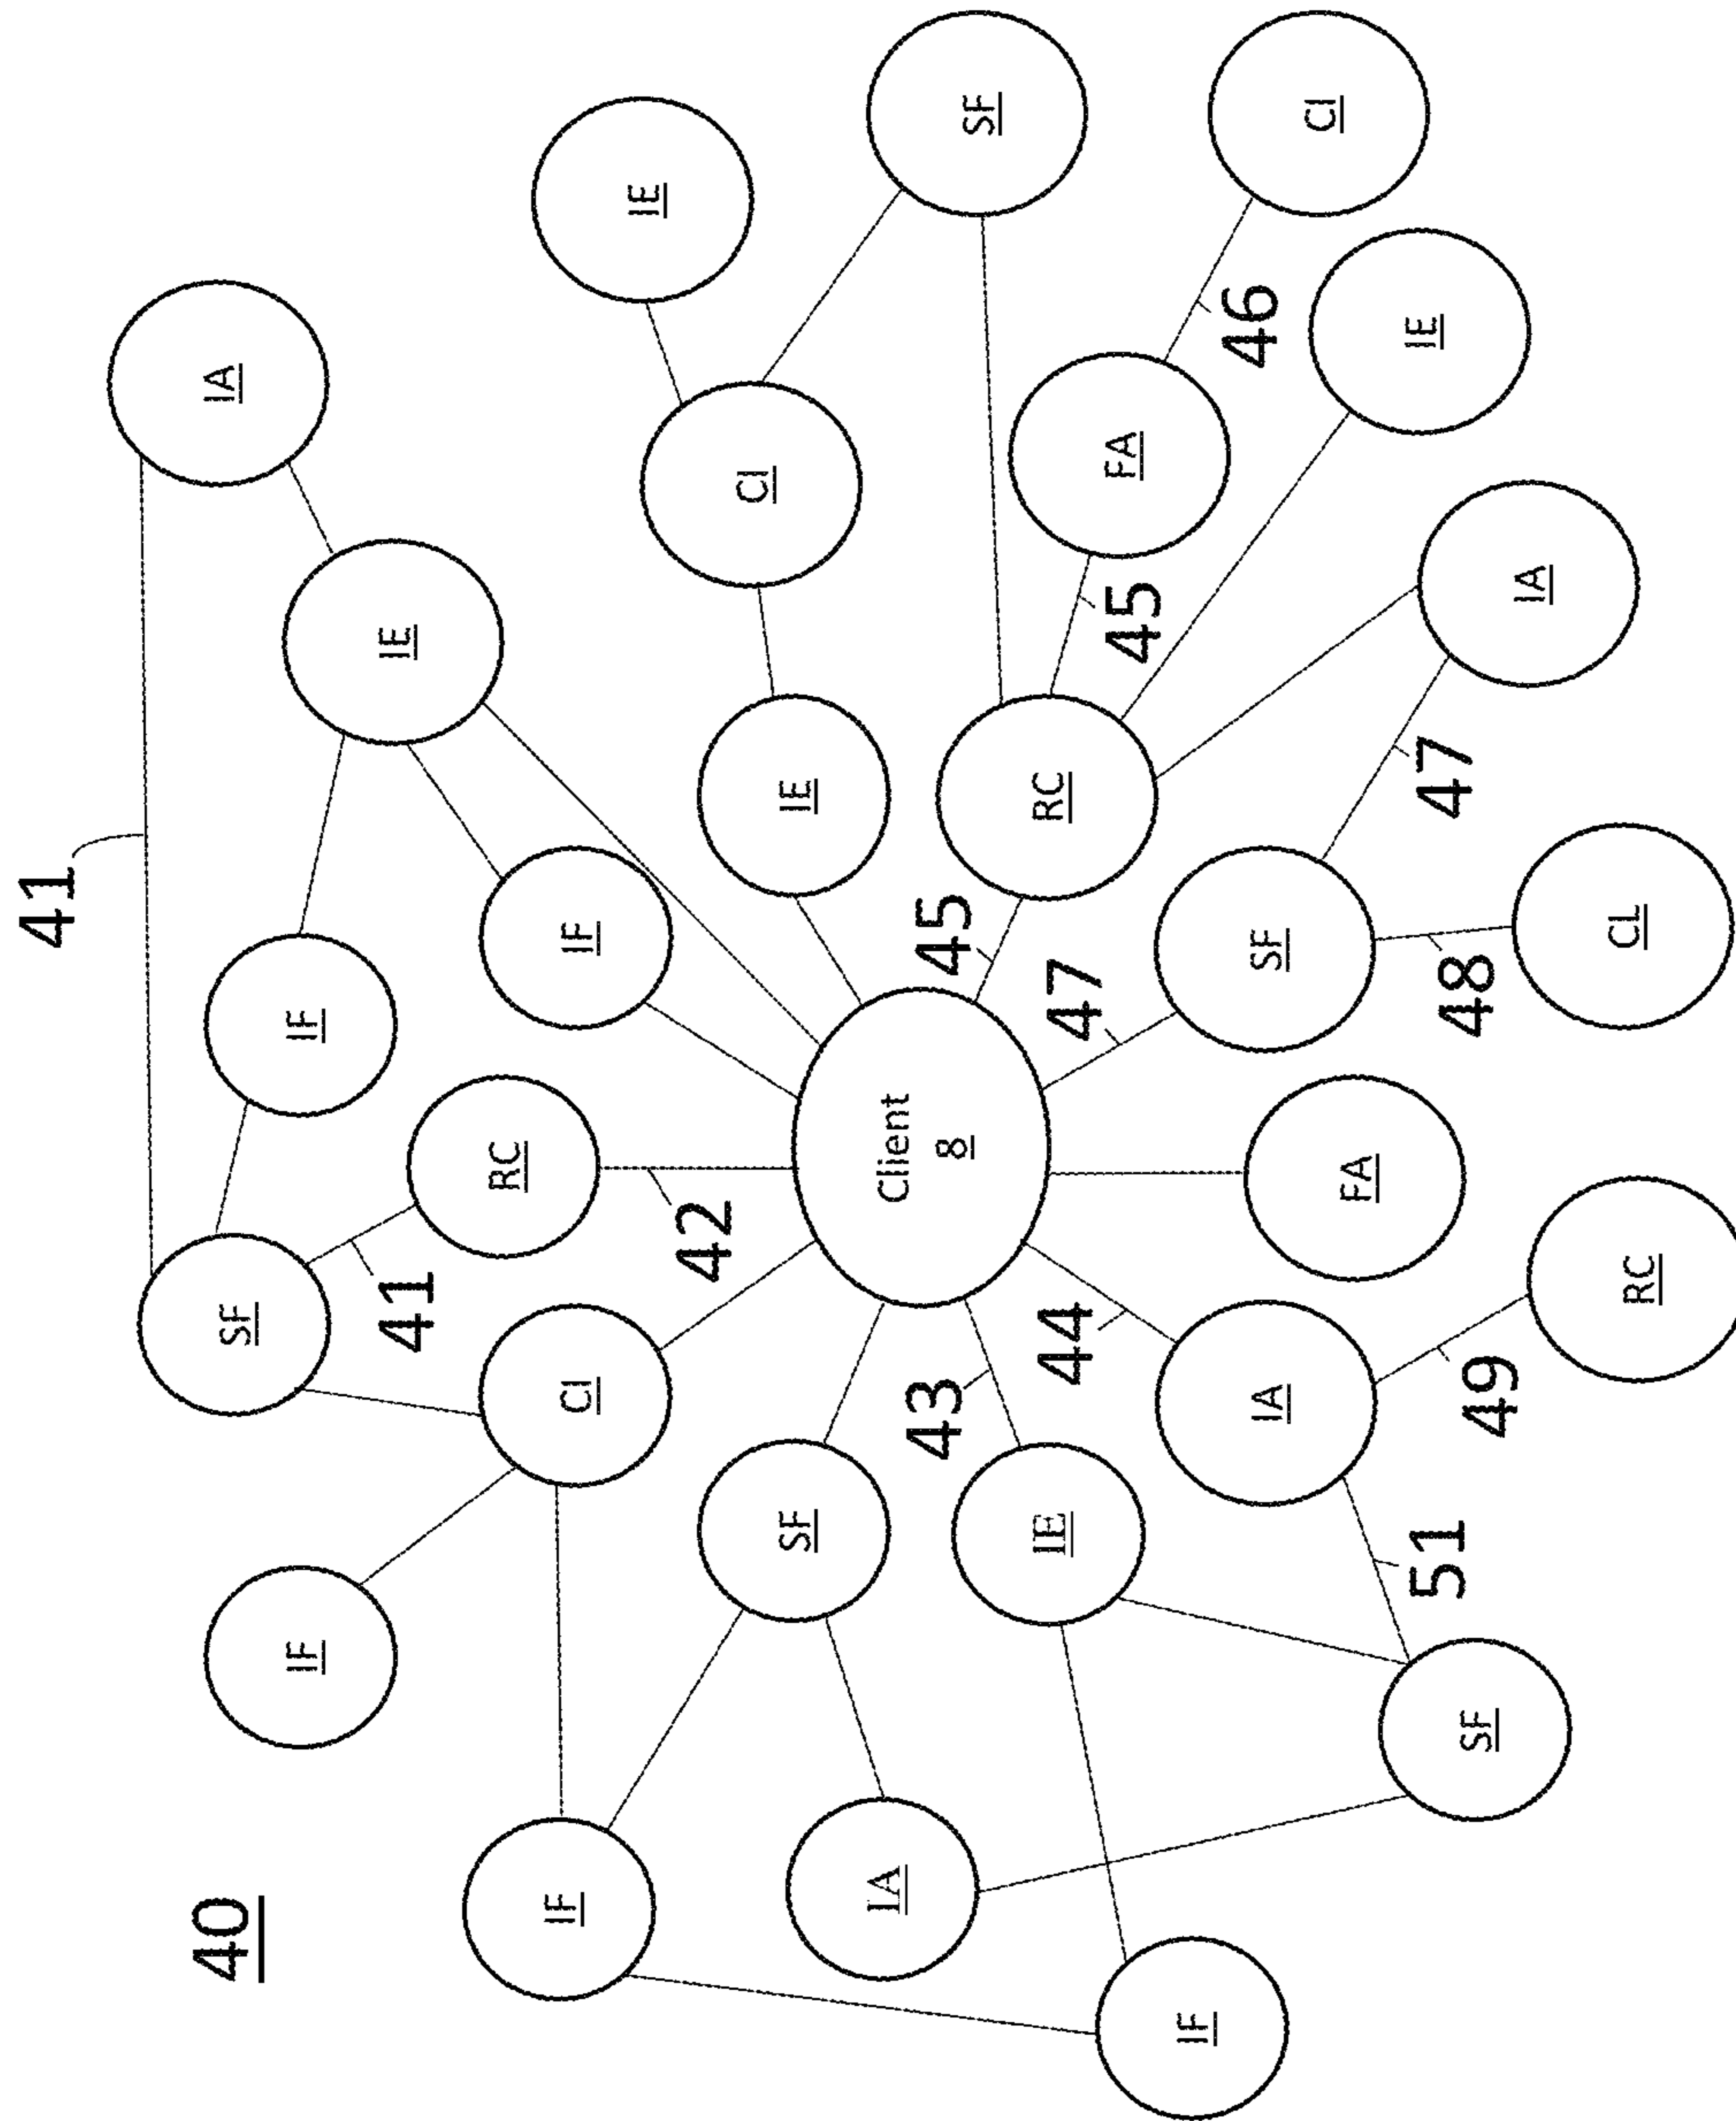 41
40
SF
IA
IF
IF
IE
41
RC
IF
CI
IF
IE
42
CI
SF
IE
IA
Client
8
43
45
SF
IE
RC
44
47
FA
45
IF
46
IA
SF
CI
FA
IE
51
47
48
SF
49
IA
CL
RC